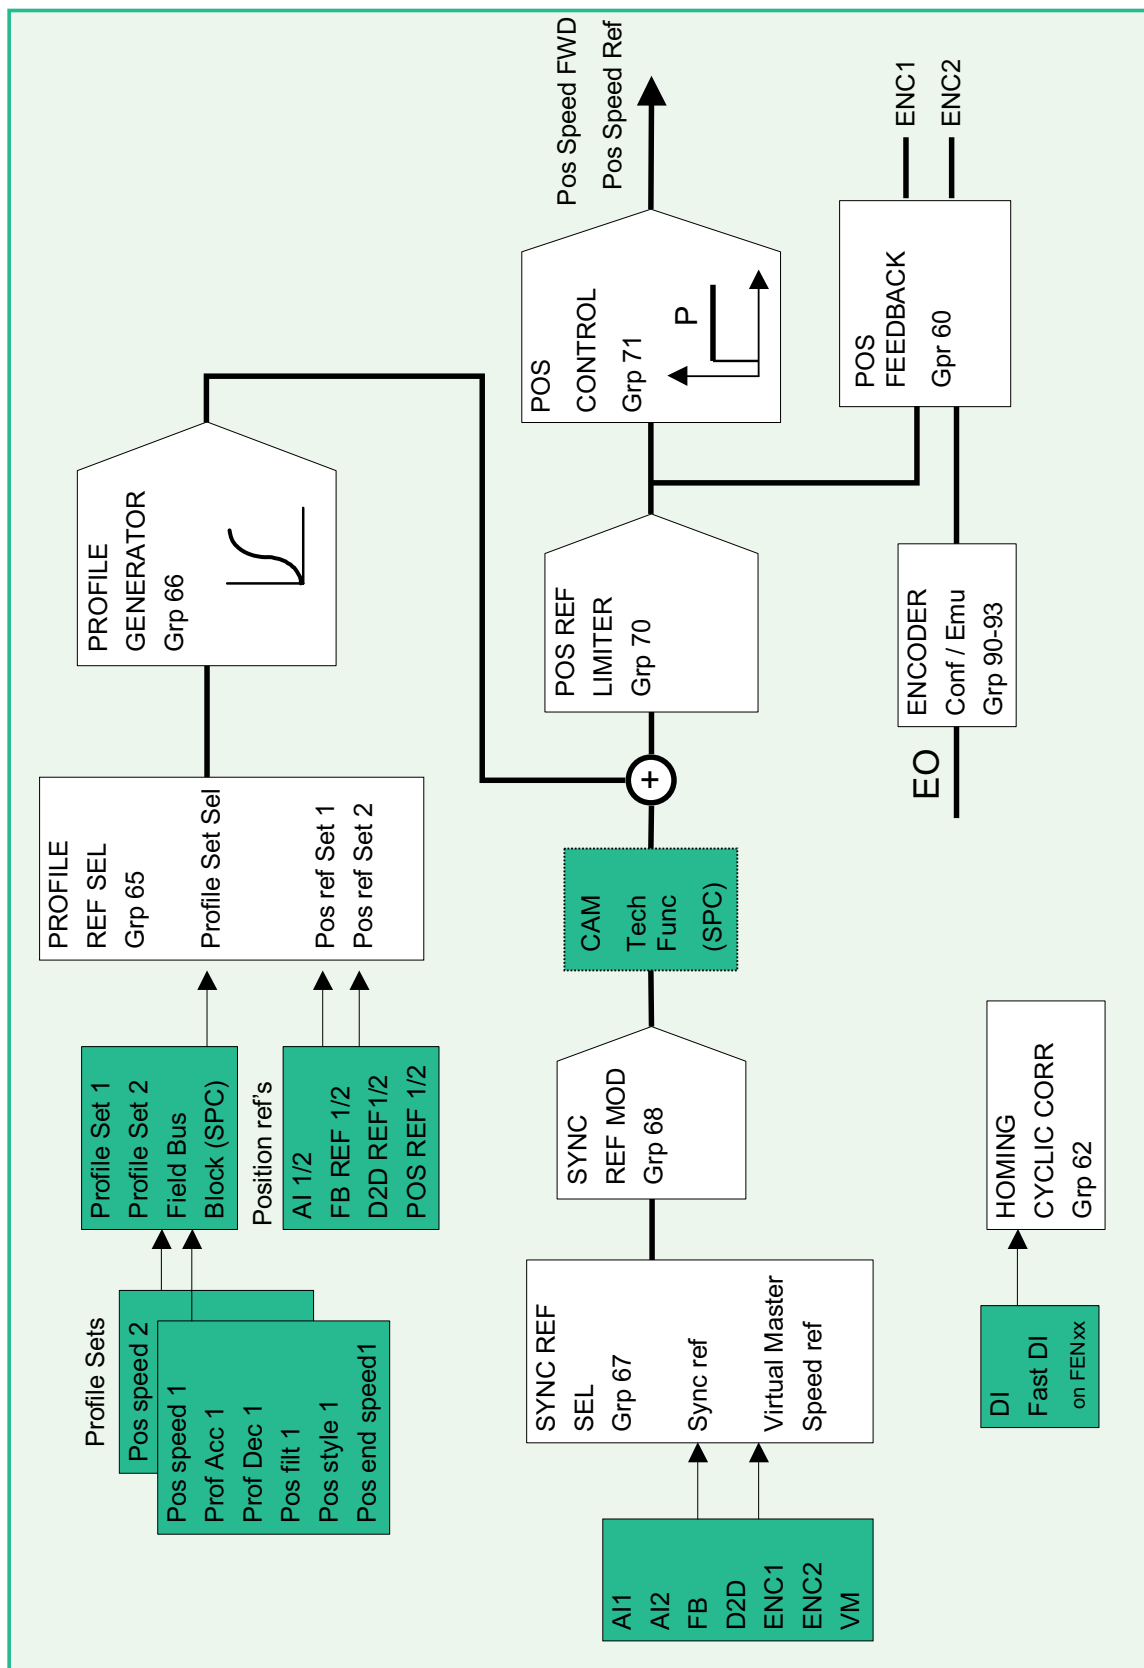 Profile Sets
Pos speed 2
Pos speed 1
Prof Acc 1
Prof Dec 1
Pos filt 1
Pos style 1
Pos end speed1
Profile Set 1
Profile Set 2
Field Bus
Block (SPC)
Position ref's
AI 1/2
FB REF 1/2
D2D REF1/2
POS REF 1/2
PROFILE
REF SEL
Grp 65
Profile Set Sel
Pos ref Set 1
Pos ref Set 2
PROFILE
GENERATOR
Grp 66
AI1
AI2
FB
D2D
ENC1
ENC2
VM
SYNC REF
SEL
Grp 67
Sync ref
Virtual Master
Speed ref
SYNC
REF MOD
Grp 68
CAM
Tech
Func
(SPC)
+
POS REF
LIMITER
Grp 70
POS
CONTROL
Grp 71
P
Pos Speed FWD
Pos Speed Ref
DI
Fast DI
on FENxx
HOMING
CYCLIC CORR
Grp 62
EO
ENCODER
Conf / Emu
Grp 90-93
POS
FEEDBACK
Gpr 60
ENC1
ENC2